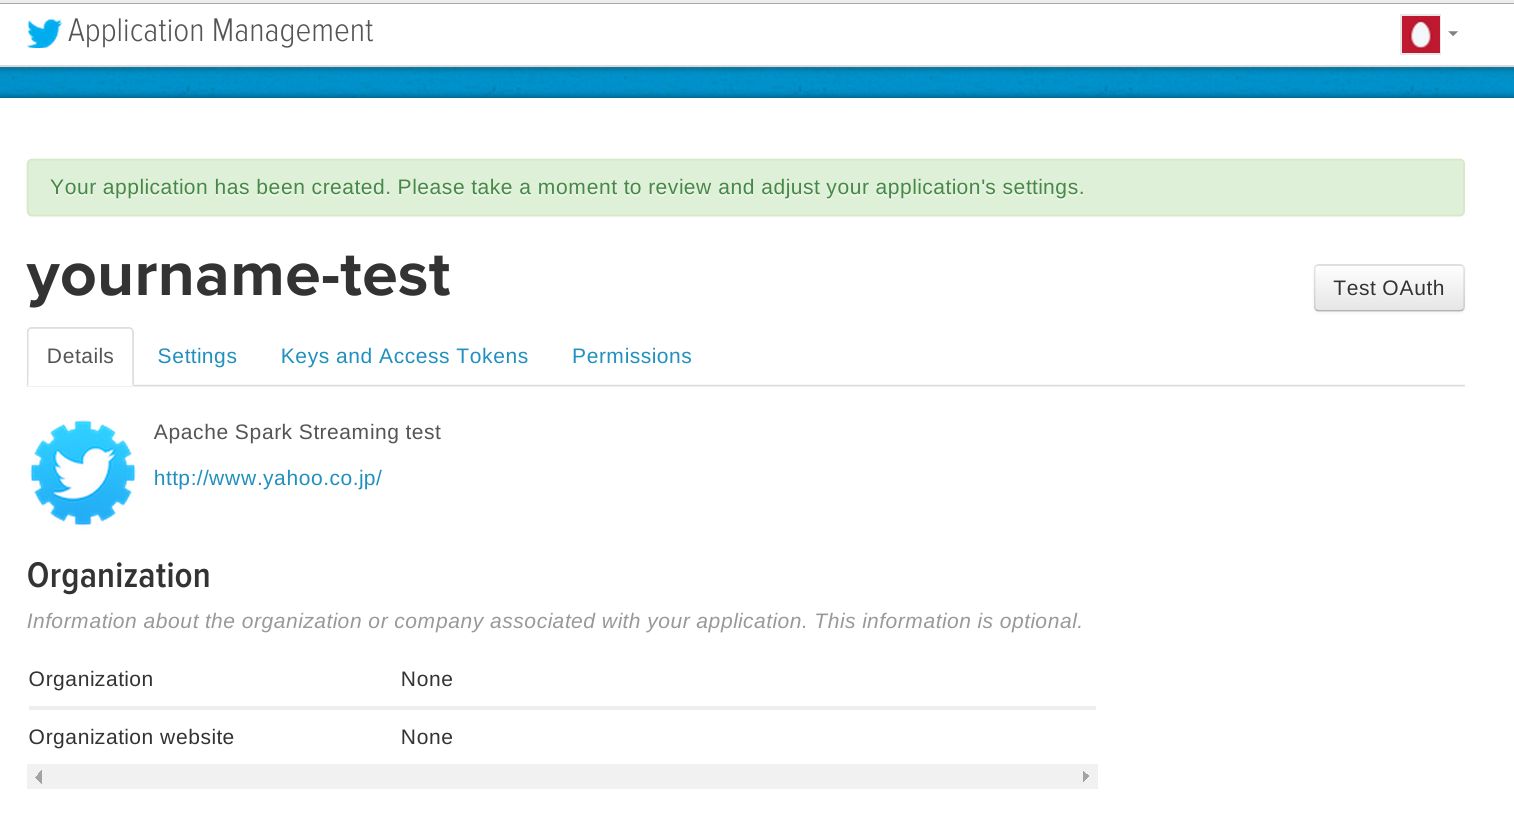 Application Management
Your application has been created. Please take a moment to review and adjust your application's settings.
yourname-test
Test OAuth
Details Settings Keys and Access Tokens Permissions
Apache Spark Streaming test
http://www.yahoo.co.jp/
Organization
Information about the organization or company associated with your application. This information is optional.
Organization None
Organization website None